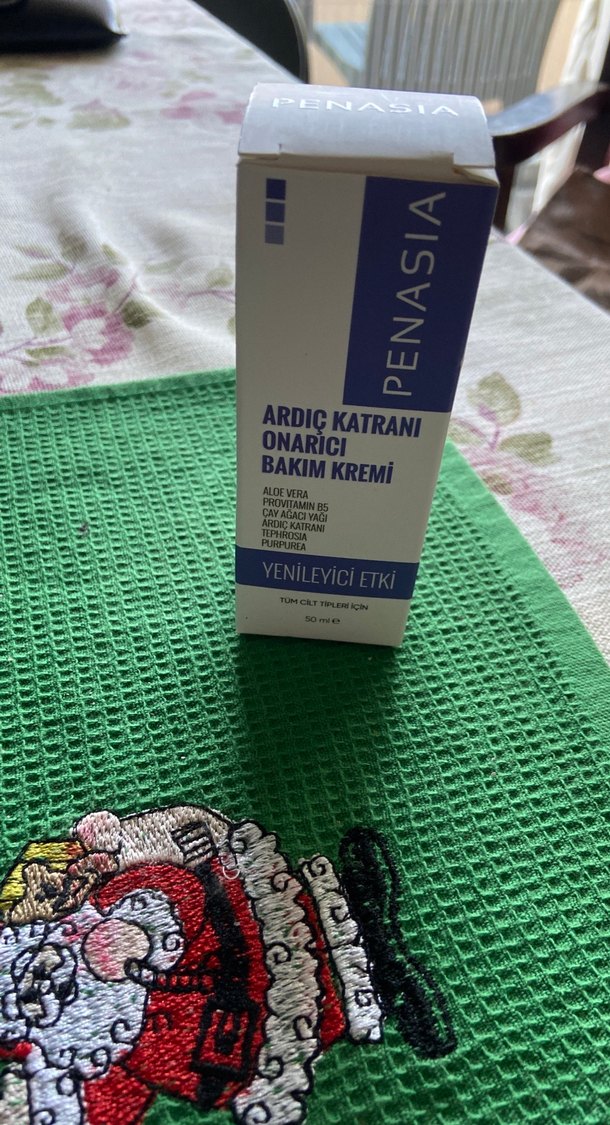 PENASIA
PENASIA
ARDIÇ KATRANI
ONARICI
BAKIM KREMİ
ALOE VERA
PROVITAMIN B5
ÇAY AĞACI YAĞI
ARDIÇ KATRANI
TEPHROSIA
PURPUREA
YENİLEYİCİ ETKİ
TÜM CİLT TİPLERİ İÇİN
50 ml ℮